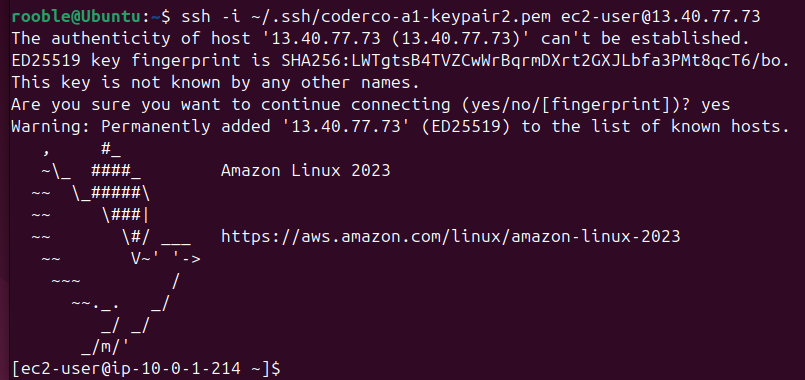 rooble@Ubuntu:~$ ssh -i ~/.ssh/coderco-a1-keypair2.pem ec2-user@13.40.77.73
The authenticity of host '13.40.77.73 (13.40.77.73)' can't be established.
ED25519 key fingerprint is SHA256:LWTgtsB4TVZCwWrBqrmDXrt2GXJLbfa3PMt8qcT6/bo.
This key is not known by any other names.
Are you sure you want to continue connecting (yes/no/[fingerprint])? yes
Warning: Permanently added '13.40.77.73' (ED25519) to the list of known hosts.
   ,     #_
   ~\_  ####_        Amazon Linux 2023
  ~~  \_#####\
  ~~     \###|
  ~~       \#/ ___   https://aws.amazon.com/linux/amazon-linux-2023
   ~~       V~' '->
    ~~~         /
      ~~._.   _/
         _/ _/
       _/m/'
[ec2-user@ip-10-0-1-214 ~]$